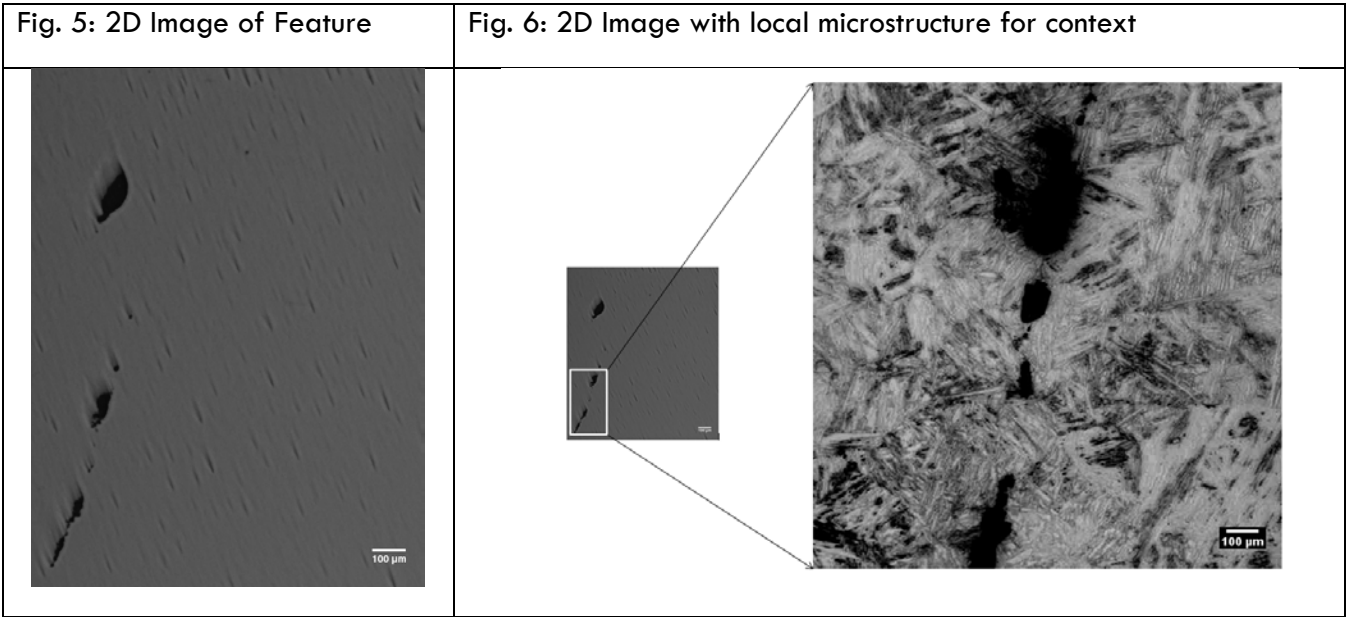 Fig. 5: 2D Image of Feature
Fig. 6: 2D Image with local microstructure for context
100 µm
100 µm